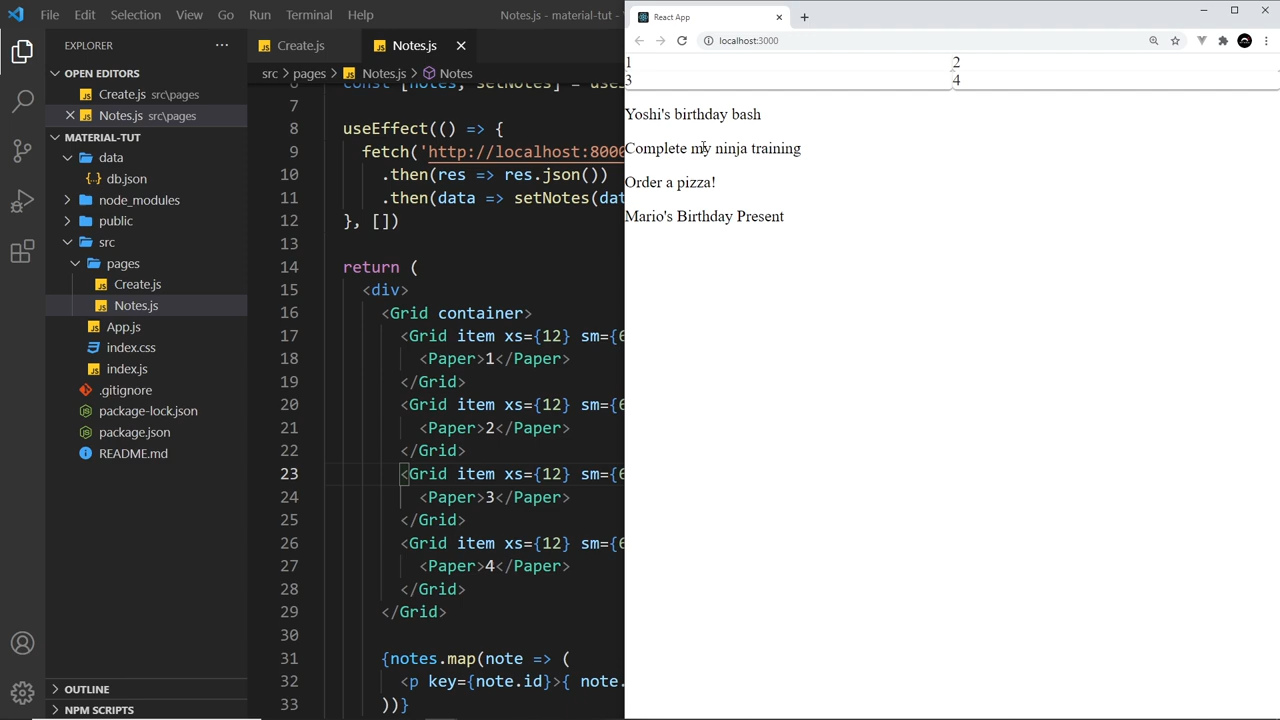 File Edit Selection View Go Run Terminal Help Notes.js - material-tut -
EXPLORER
OPEN EDITORS
Create.js src\pages
Notes.js src\pages
MATERIAL-TUT
data
db.json
node_modules
public
src
pages
Create.js
Notes.js
App.js
index.css
index.js
.gitignore
package-lock.json
package.json
README.md
OUTLINE
NPM SCRIPTS
Create.js Notes.js
src > pages > Notes.js > Notes
6 const [notes, setNotes] = uses
7
8 useEffect(() => {
9 fetch('http://localhost:8000
10 .then(res => res.json())
11 .then(data => setNotes(dat
12 }, [])
13
14 return (
15 <div>
16 <Grid container>
17 <Grid item xs={12} sm={6
18 <Paper>1</Paper>
19 </Grid>
20 <Grid item xs={12} sm={6
21 <Paper>2</Paper>
22 </Grid>
23 <Grid item xs={12} sm={6
24 <Paper>3</Paper>
25 </Grid>
26 <Grid item xs={12} sm={6
27 <Paper>4</Paper>
28 </Grid>
29 </Grid>
30
31 {notes.map(note => (
32 <p key={note.id}>{ note.
33 ))}
React App
localhost:3000
1 2
3 4
Yoshi's birthday bash
Complete my ninja training
Order a pizza!
Mario's Birthday Present